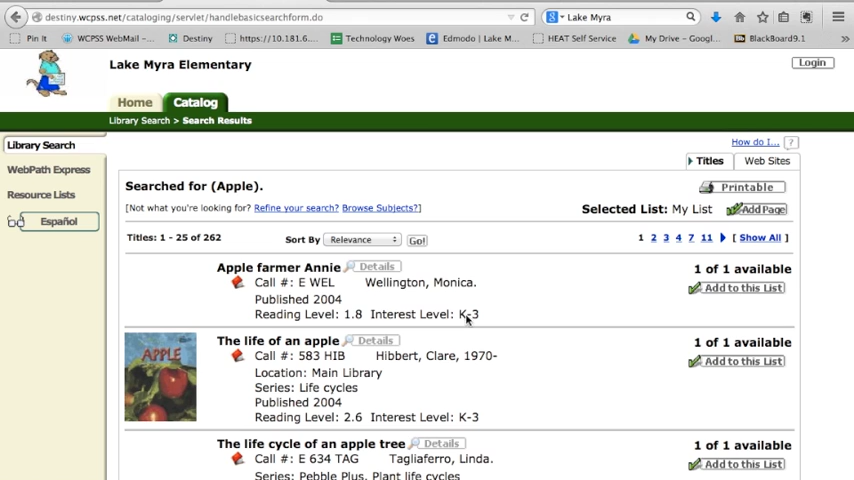 destiny.wcpss.net/cataloging/servlet/handlebasicsearchform.do
Lake Myra
Pin It WCPSS WebMail -... Destiny https://10.181.6... Technology Woes Edmodo | Lake M... HEAT Self Service My Drive - Googl... BlackBoard9.1
Lake Myra Elementary
Login
Home Catalog
Library Search > Search Results
Library Search
WebPath Express
Resource Lists
Español
How do I... ?
Titles Web Sites
Searched for (Apple).
Printable
[Not what you're looking for? Refine your search? Browse Subjects?]
Selected List: My List Add Page
Titles: 1 - 25 of 262 Sort By Relevance Go! 1 2 3 4 7 11 [ Show All ]
Apple farmer Annie Details 1 of 1 available
Call #: E WEL Wellington, Monica. Add to this List
Published 2004
Reading Level: 1.8 Interest Level: K-3
The life of an apple Details 1 of 1 available
APPLE
Call #: 583 HIB Hibbert, Clare, 1970- Add to this List
Location: Main Library
Series: Life cycles
Published 2004
Reading Level: 2.6 Interest Level: K-3
The life cycle of an apple tree Details 1 of 1 available
Call #: E 634 TAG Tagliaferro, Linda. Add to this List
Series: Pebble Plus. Plant life cycles